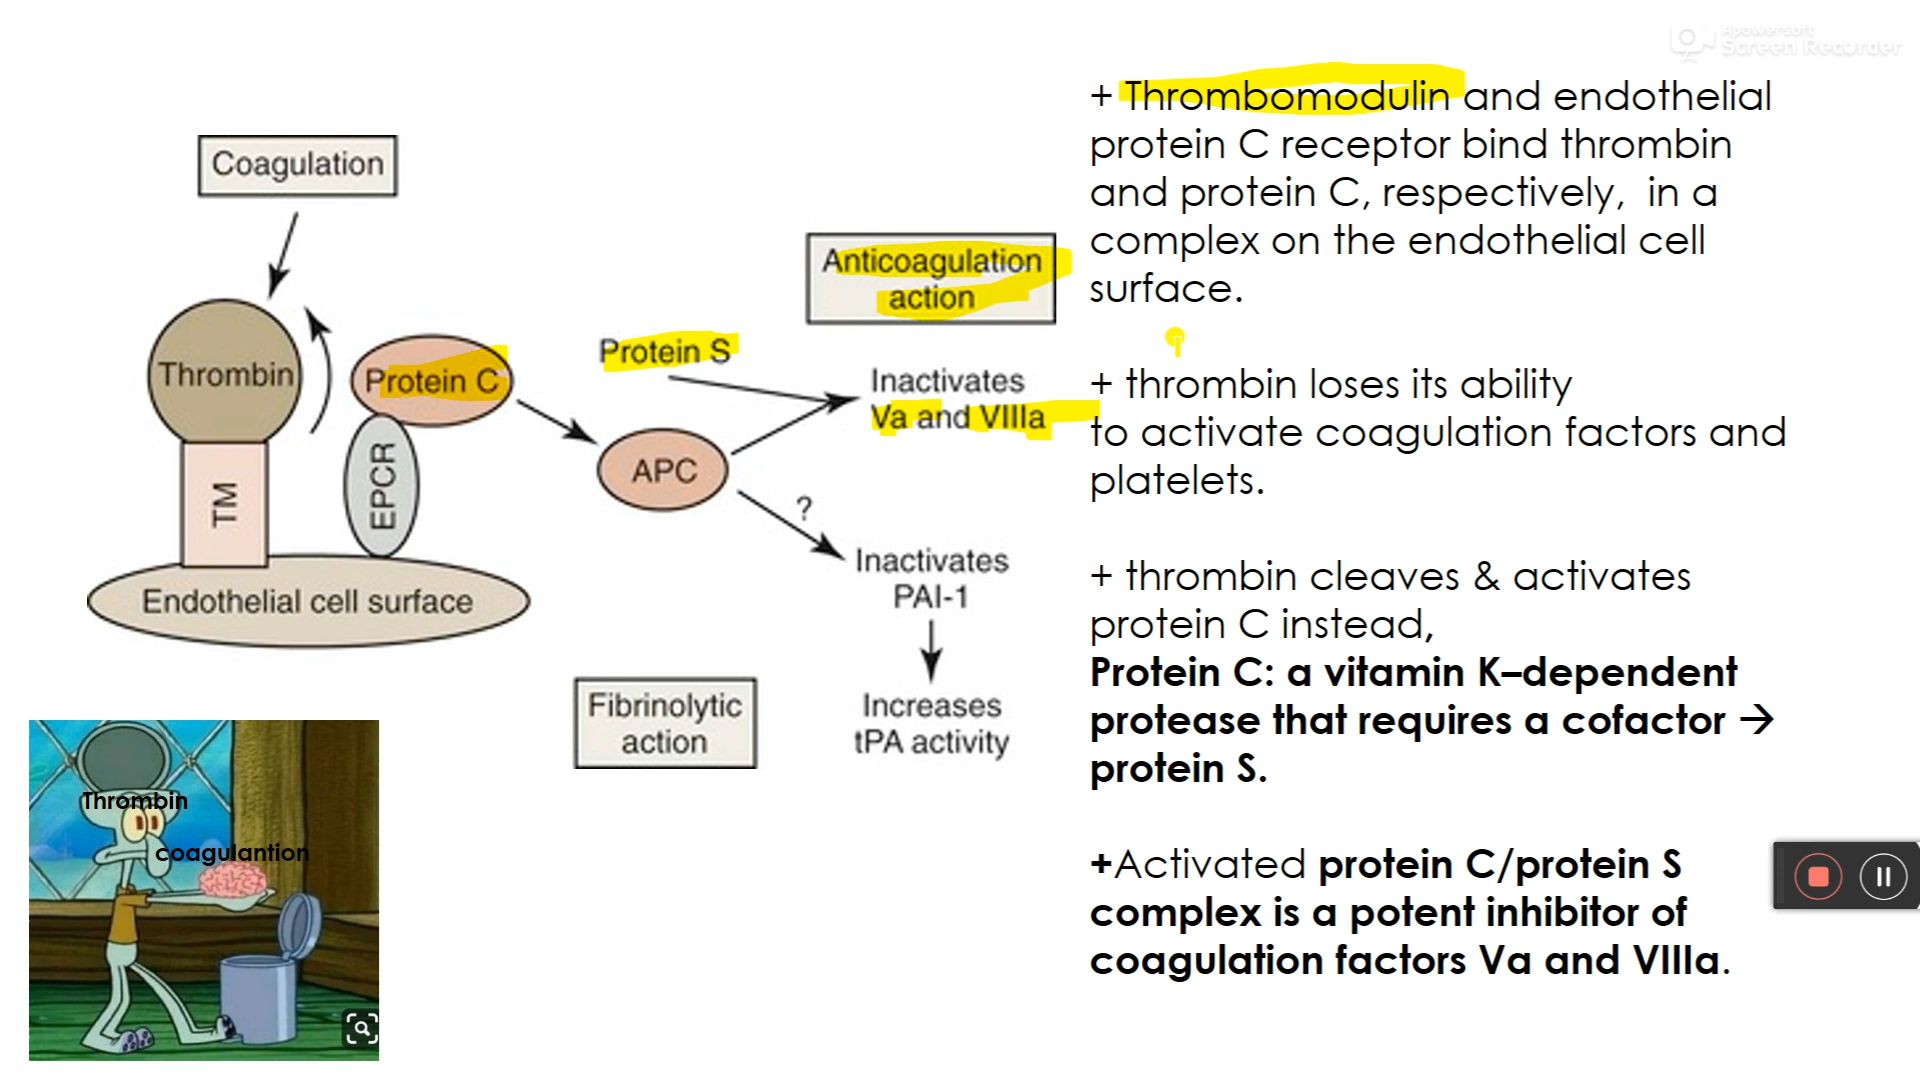 Apowersoft
Screen Recorder
Coagulation
Thrombin
Protein C
TM
EPCR
Endothelial cell surface
Protein S
APC
Anticoagulation
action
Inactivates
Va and VIIIa
?
Inactivates
PAI-1
Increases
tPA activity
Fibrinolytic
action
Thrombin
coagulantion
+ Thrombomodulin and endothelial
protein C receptor bind thrombin
and protein C, respectively, in a
complex on the endothelial cell
surface.
+ thrombin loses its ability
to activate coagulation factors and
platelets.
+ thrombin cleaves & activates
protein C instead,
Protein C: a vitamin K–dependent
protease that requires a cofactor →
protein S.
+Activated protein C/protein S
complex is a potent inhibitor of
coagulation factors Va and VIIIa.